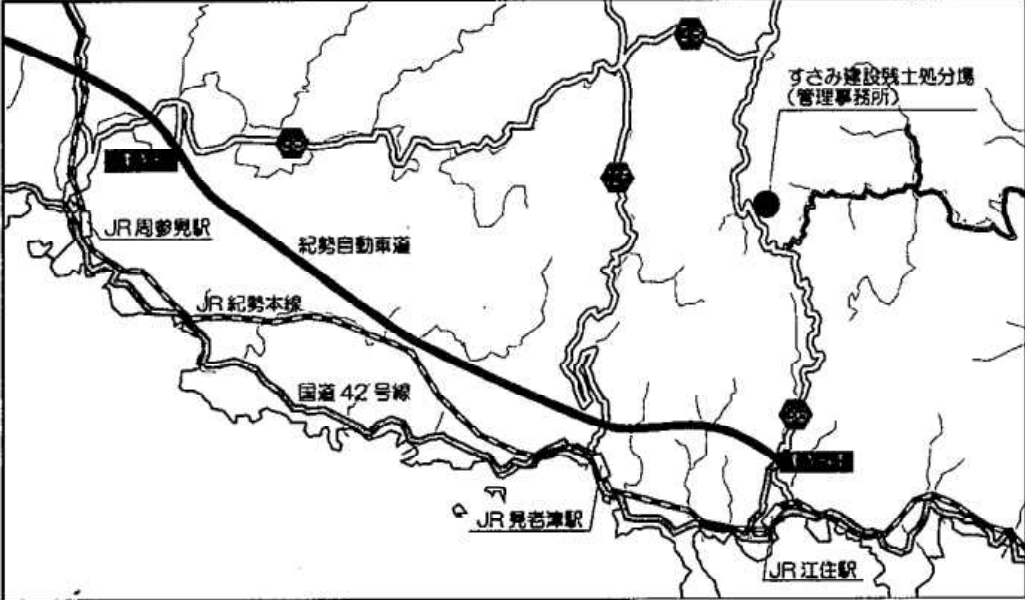 すさみ建設残土処分場
(管理事務所)
JR周参見駅
紀勢自動車道
JR紀勢本線
国道42号線
JR見老津駅
JR江住駅